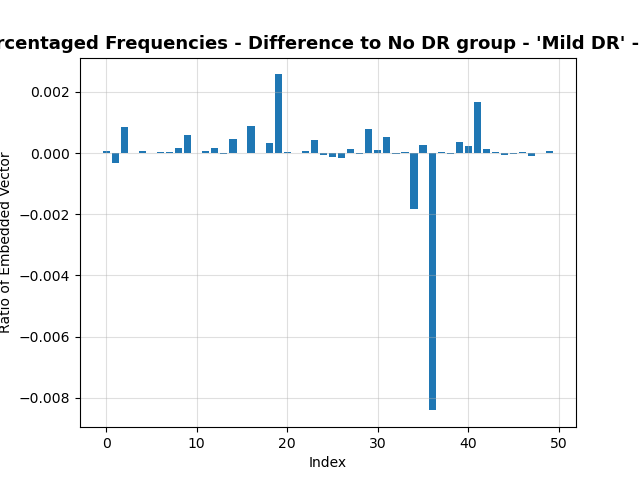 rcentaged Frequencies - Difference to No DR group - 'Mild DR' -
0.002
0.000
−0.002
−0.004
−0.006
−0.008
Ratio of Embedded Vector
0 10 20 30 40 50
Index